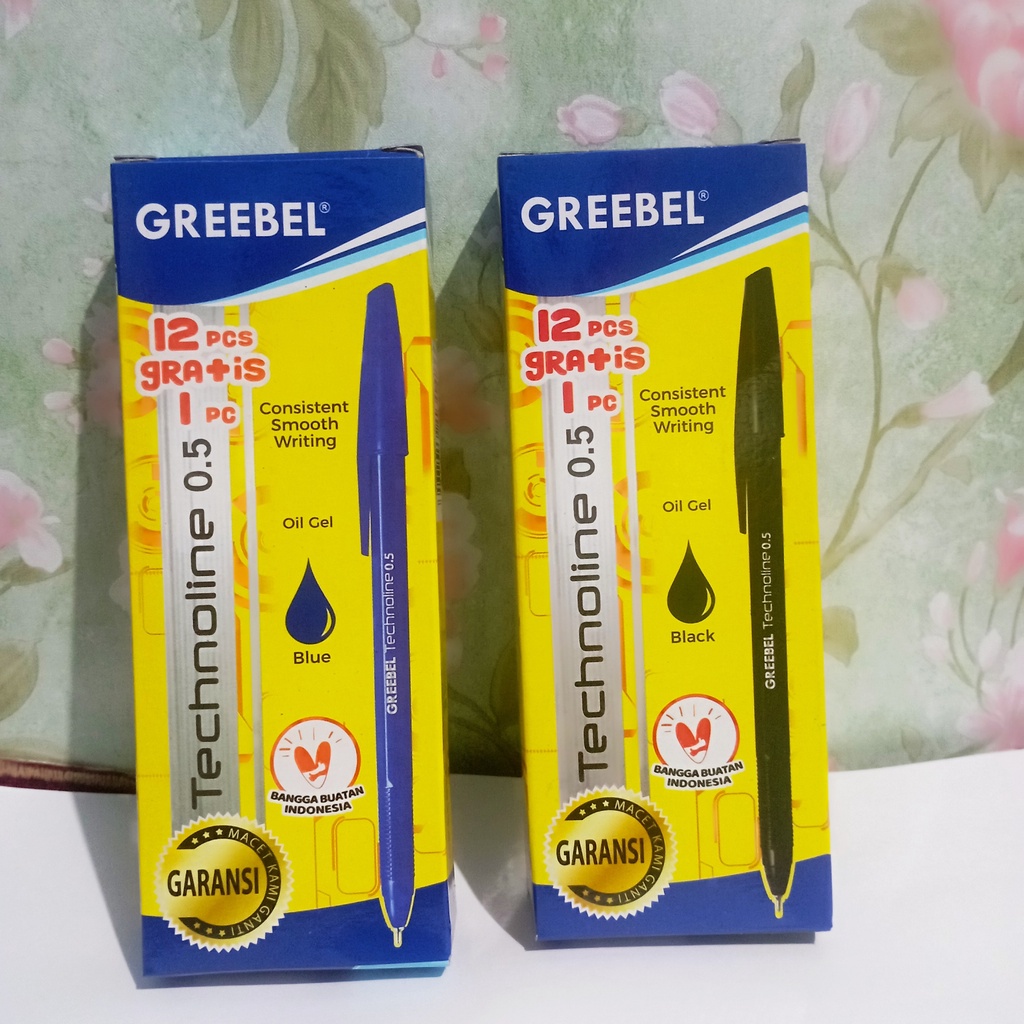 GREEBEL®
12 PCS
GRATIS
1 PC
Consistent
Smooth
Writing
Technoline 0.5
Oil Gel
Blue
GREEBEL Technoline 0.5
BANGGA BUATAN
INDONESIA
GARANSI
MACET KAMI GANTI
GREEBEL®
12 PCS
GRATIS
1 PC
Consistent
Smooth
Writing
Technoline 0.5
Oil Gel
Black
GREEBEL Technoline 0.5
BANGGA BUATAN
INDONESIA
GARANSI
MACET KAMI GANTI